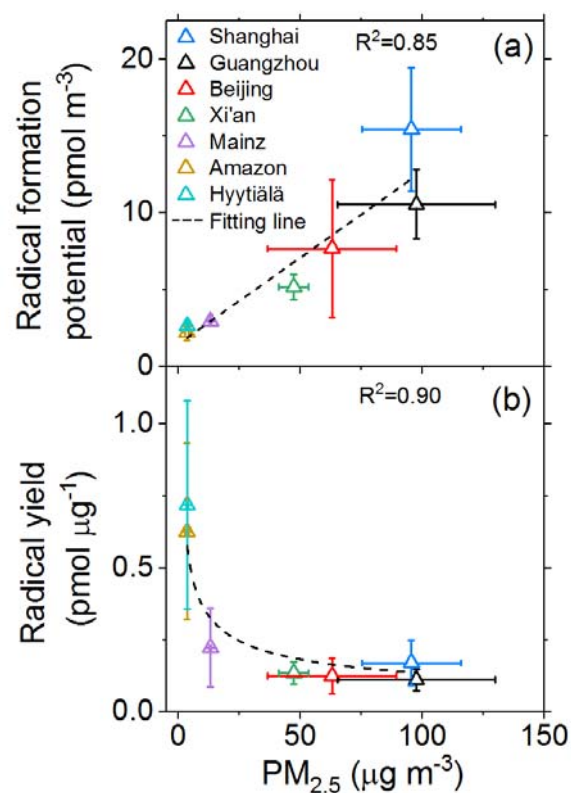 R²=0.85
(a)
Shanghai
Guangzhou
Beijing
Xi'an
Mainz
Amazon
Hyytiälä
Fitting line
Radical formation
potential (pmol m⁻³)
20
10
0
R²=0.90
(b)
Radical yield
(pmol μg⁻¹)
1.0
0.5
0.0
0
50
100
150
PM₂.₅ (μg m⁻³)